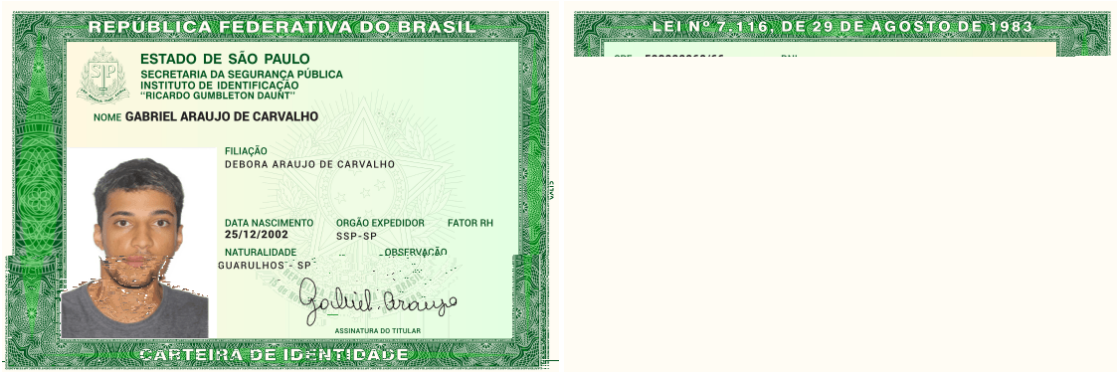 REPÚBLICA FEDERATIVA DO BRASIL
ESTADO DE SÃO PAULO
SECRETARIA DA SEGURANÇA PÚBLICA
INSTITUTO DE IDENTIFICAÇÃO
"RICARDO GUMBLETON DAUNT"
NOME GABRIEL ARAUJO DE CARVALHO
FILIAÇÃO
DEBORA ARAUJO DE CARVALHO
DATA NASCIMENTO ORGÃO EXPEDIDOR FATOR RH
25/12/2002 SSP-SP
NATURALIDADE OBSERVAÇÃO
GUARULHOS - SP
Gabriel Araujo
ASSINATURA DO TITULAR
CARTEIRA DE IDENTIDADE
LEI Nº 7.116, DE 29 DE AGOSTO DE 1983